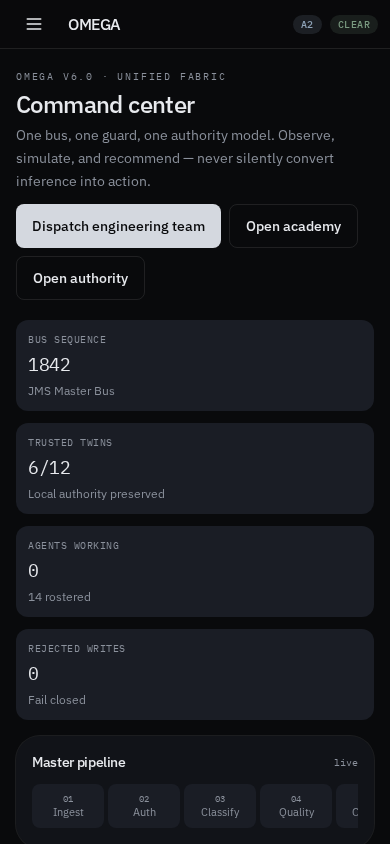 OMEGA
A2
CLEAR
OMEGA V6.0 · UNIFIED FABRIC
Command center
One bus, one guard, one authority model. Observe,
simulate, and recommend — never silently convert
inference into action.
Dispatch engineering team
Open academy
Open authority
BUS SEQUENCE
1842
JMS Master Bus
TRUSTED TWINS
6/12
Local authority preserved
AGENTS WORKING
0
14 rostered
REJECTED WRITES
0
Fail closed
Master pipeline
live
01
Ingest
02
Auth
03
Classify
04
Quality